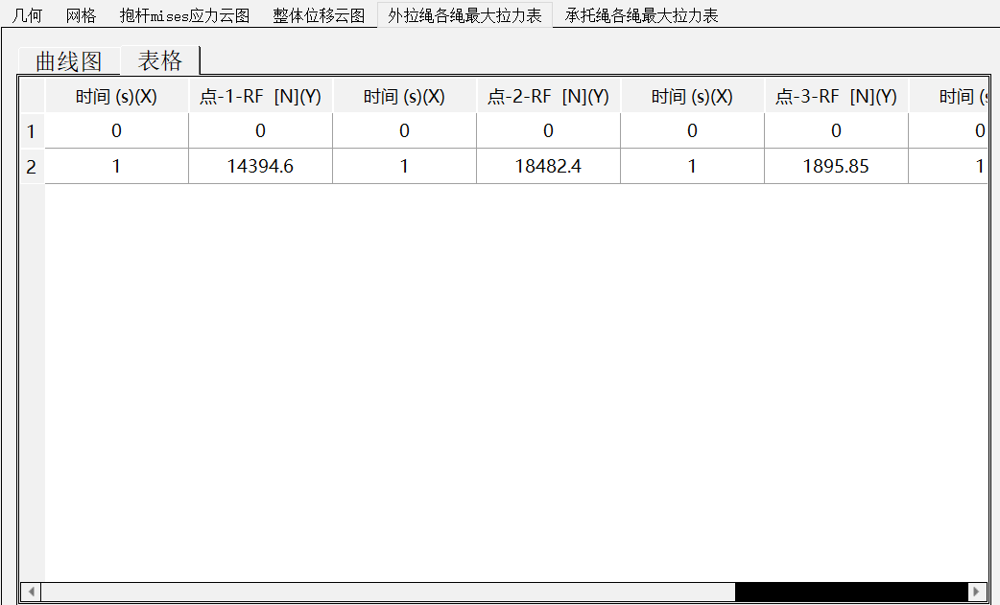 几何 网格 抱杆mises应力云图 整体位移云图 外拉绳各绳最大拉力表 承托绳各绳最大拉力表
曲线图 表格
时间 (s)(X) 点-1-RF [N](Y) 时间 (s)(X) 点-2-RF [N](Y) 时间 (s)(X) 点-3-RF [N](Y) 时间 (s
1 0 0 0 0 0 0 0
2 1 14394.6 1 18482.4 1 1895.85 1